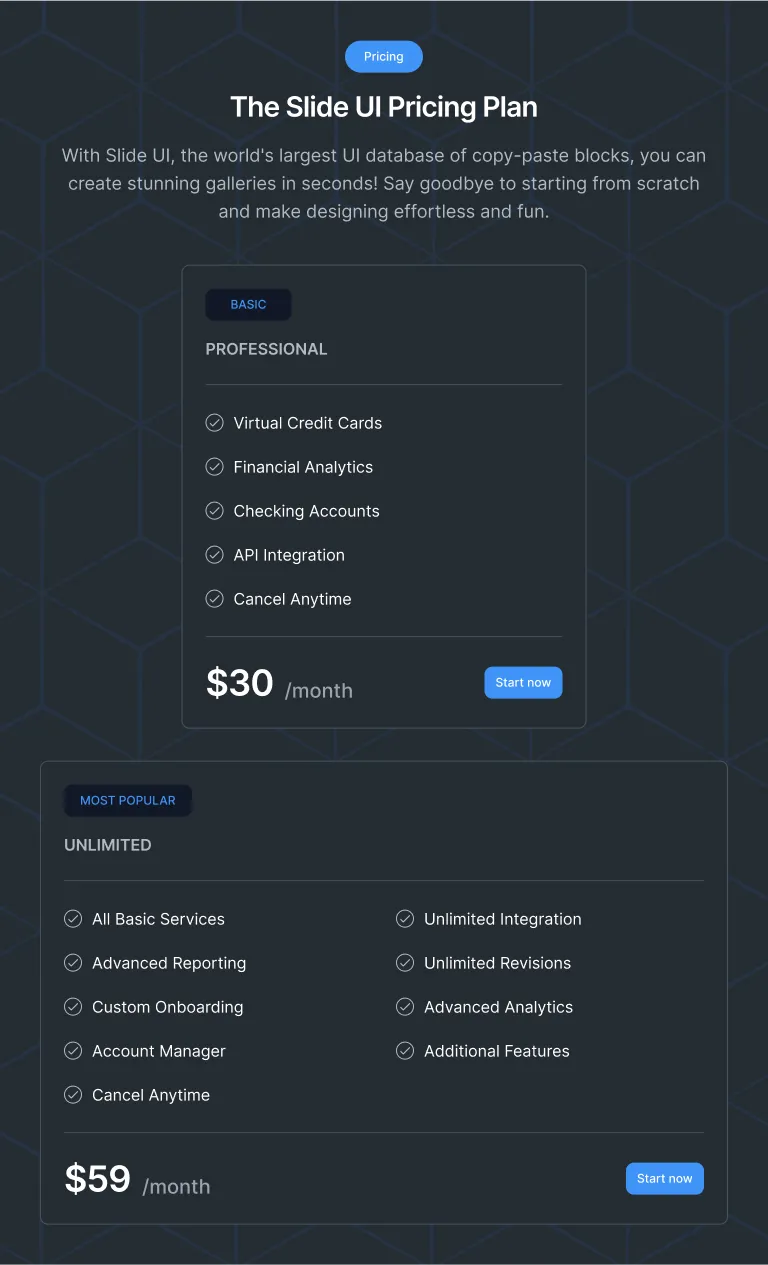 Pricing
The Slide UI Pricing Plan
With Slide UI, the world's largest UI database of copy-paste blocks, you can
create stunning galleries in seconds! Say goodbye to starting from scratch
and make designing effortless and fun.
BASIC
PROFESSIONAL
Virtual Credit Cards
Financial Analytics
Checking Accounts
API Integration
Cancel Anytime
$30 /month
Start now
MOST POPULAR
UNLIMITED
All Basic Services
Advanced Reporting
Custom Onboarding
Account Manager
Cancel Anytime
Unlimited Integration
Unlimited Revisions
Advanced Analytics
Additional Features
$59 /month
Start now